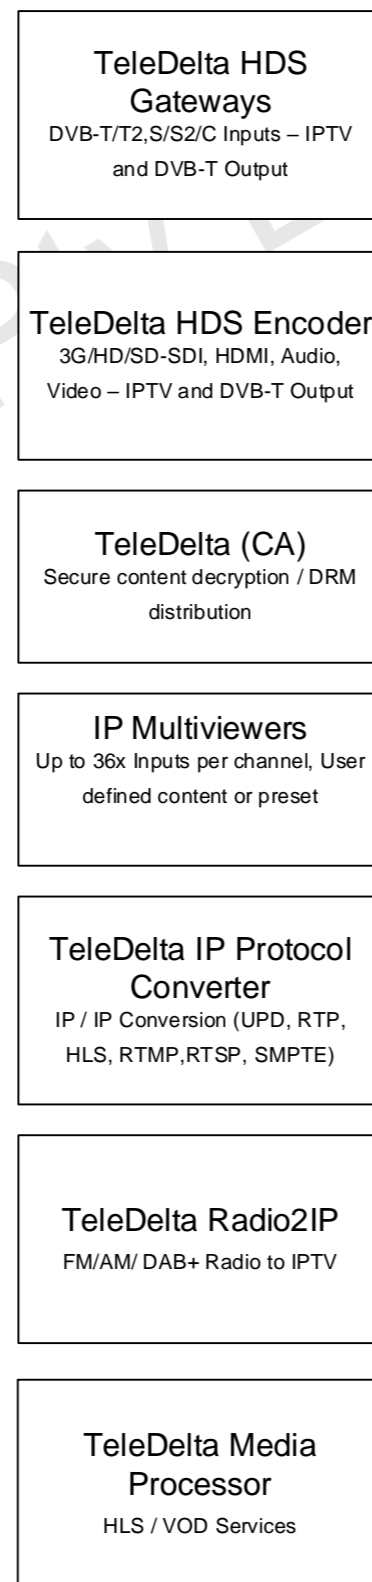 TeleDelta HDS
Gateways
DVB-T/T2,S/S2/C Inputs – IPTV
and DVB-T Output
TeleDelta HDS Encoder
3G/HD/SD-SDI, HDMI, Audio,
Video – IPTV and DVB-T Output
TeleDelta (CA)
Secure content decryption / DRM
distribution
IP Multiviewers
Up to 36x Inputs per channel, User
defined content or preset
TeleDelta IP Protocol
Converter
IP / IP Conversion (UPD, RTP,
HLS, RTMP,RTSP, SMPTE)
TeleDelta Radio2IP
FM/AM/ DAB+ Radio to IPTV
TeleDelta Media
Processor
HLS / VOD Services